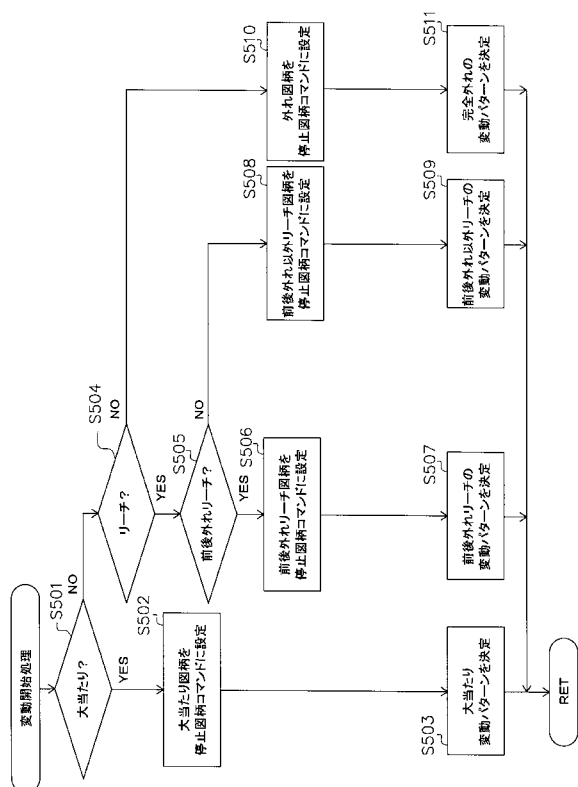 変動開始処理
S501
大当たり？
NO
YES
S502
大当たり図柄を
停止図柄コマンドに設定
S503
大当たり
変動パターンを決定
S504
リーチ？
NO
YES
S505
前後外れリーチ？
NO
YES
S506
前後外れリーチ図柄を
停止図柄コマンドに設定
S507
前後外れリーチの
変動パターンを決定
S508
前後外れ以外リーチ図柄を
停止図柄コマンドに設定
S509
前後外れ以外リーチの
変動パターンを決定
S510
外れ図柄を
停止図柄コマンドに設定
S511
完全外れの
変動パターンを決定
RET